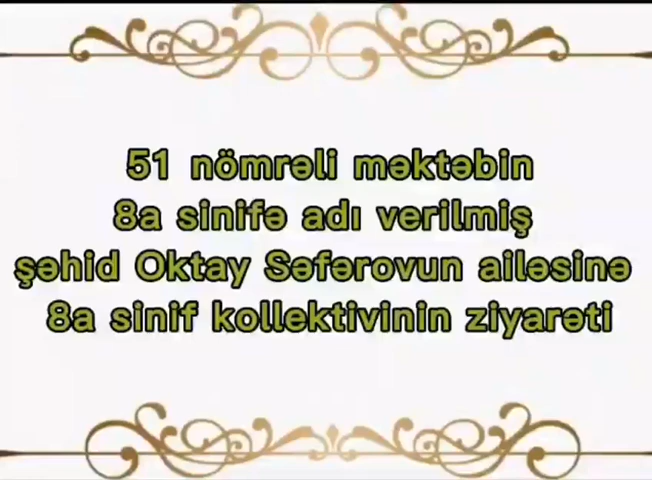 51 nömrəli məktəbin
8a sinifə adı verilmiş
şəhid Oktay Səfərovun ailəsinə
8a sinif kollektivinin ziyarəti